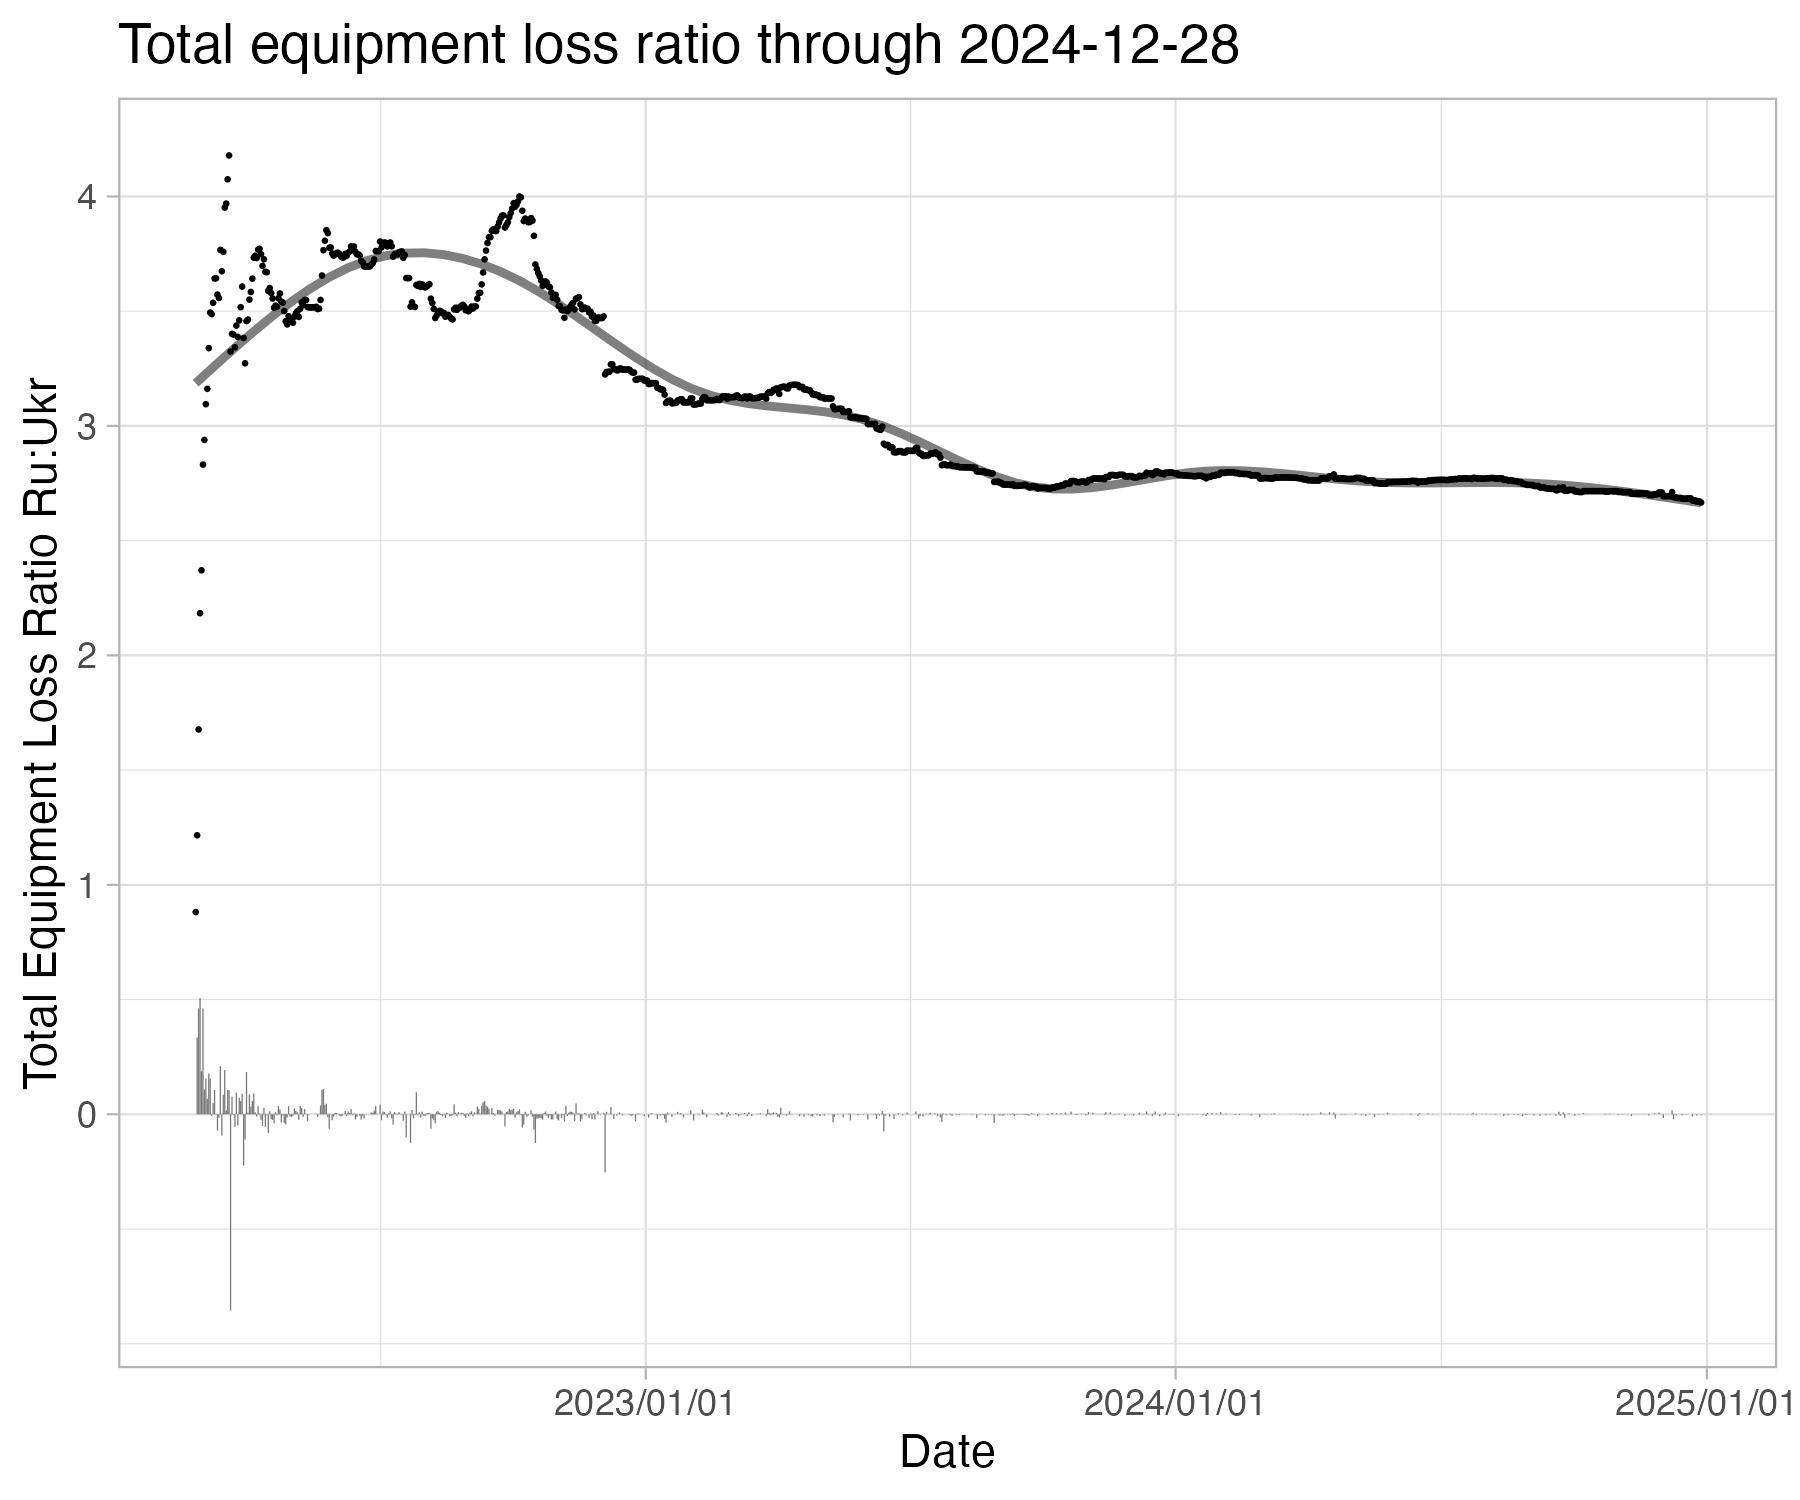 Total equipment loss ratio through 2024-12-28
Total Equipment Loss Ratio Ru:Ukr
4
3
2
1
0
2023/01/01
2024/01/01
2025/01/01
Date